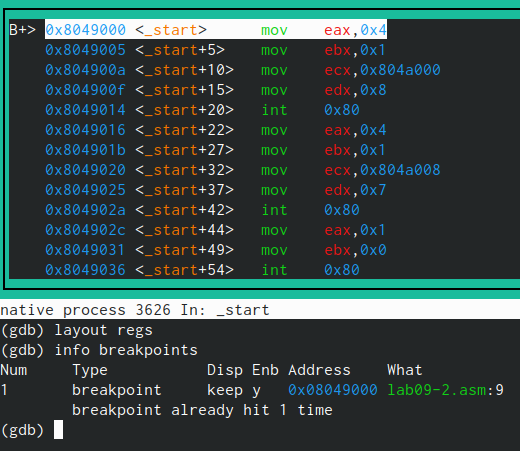 B+> 0x8049000 <_start> mov eax,0x4
0x8049005 <_start+5> mov ebx,0x1
0x804900a <_start+10> mov ecx,0x804a000
0x804900f <_start+15> mov edx,0x8
0x8049014 <_start+20> int 0x80
0x8049016 <_start+22> mov eax,0x4
0x804901b <_start+27> mov ebx,0x1
0x8049020 <_start+32> mov ecx,0x804a008
0x8049025 <_start+37> mov edx,0x7
0x804902a <_start+42> int 0x80
0x804902c <_start+44> mov eax,0x1
0x8049031 <_start+49> mov ebx,0x0
0x8049036 <_start+54> int 0x80
native process 3626 In: _start
(gdb) layout regs
(gdb) info breakpoints
Num Type Disp Enb Address What
1 breakpoint keep y 0x08049000 lab09-2.asm:9
breakpoint already hit 1 time
(gdb)